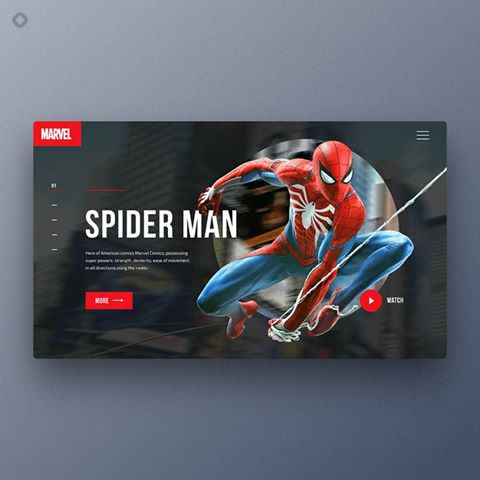 MARVEL
01
SPIDER MAN
Hero of American comics Marvel Comics, possessing
super powers: strength, dexterity, ease of movement
in all directions using the
MORE
WATCH